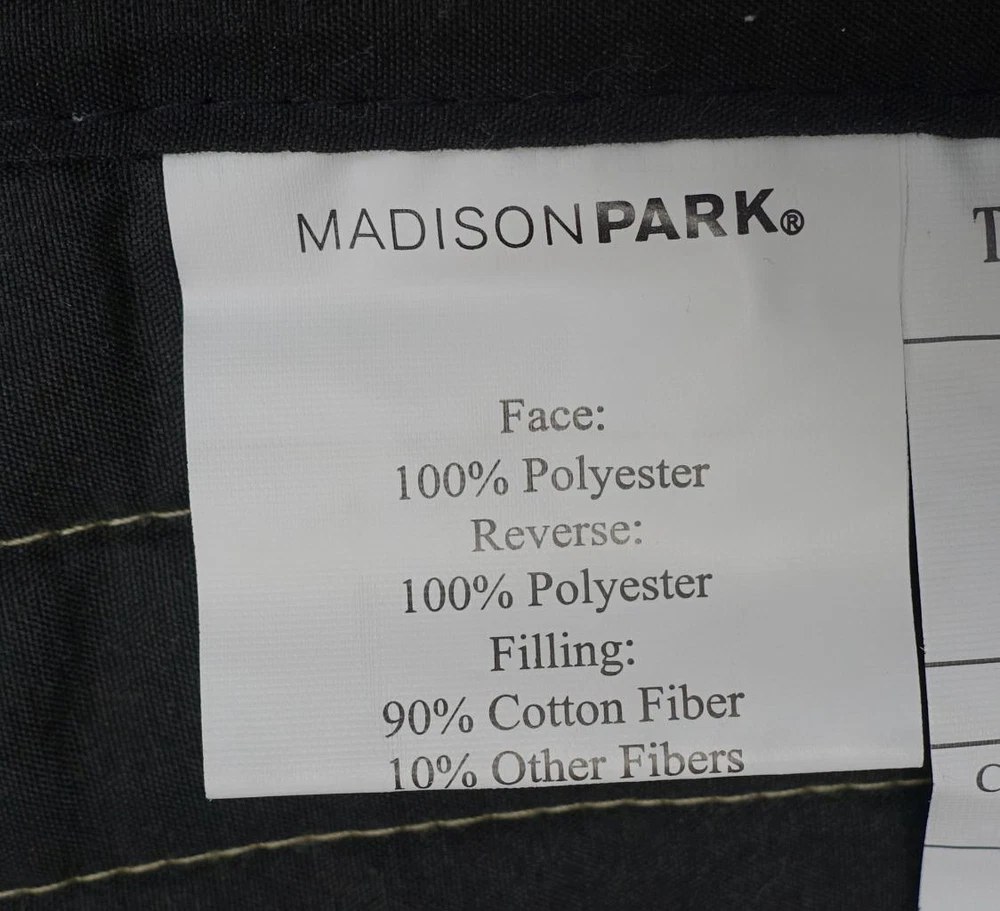 MADISONPARK®
Face:
100% Polyester
Reverse:
100% Polyester
Filling:
90% Cotton Fiber
10% Other Fibers